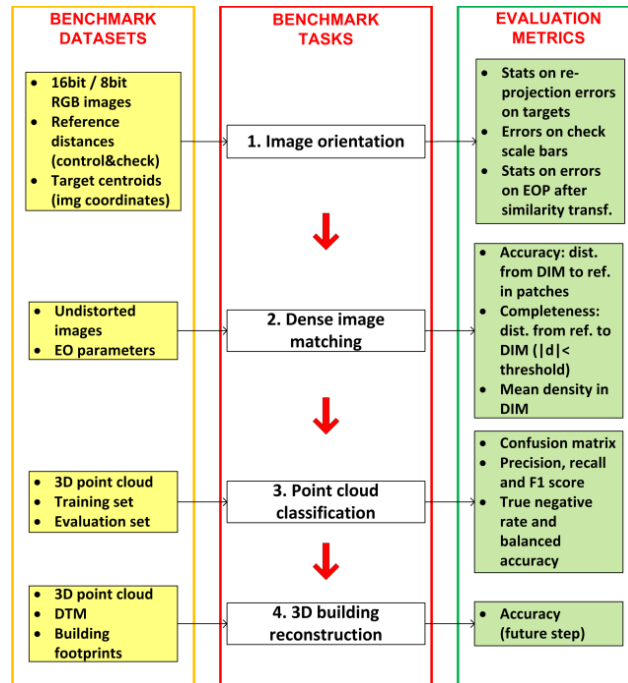 BENCHMARK
DATASETS
BENCHMARK
TASKS
EVALUATION
METRICS
• 16bit / 8bit
RGB images
• Reference
distances
(control&check)
• Target centroids
(img coordinates)
1. Image orientation
• Stats on re-
projection errors
on targets
• Errors on check
scale bars
• Stats on errors
on EOP after
similarity transf.
• Undistorted
images
• EO parameters
2. Dense image
matching
• Accuracy: dist.
from DIM to ref.
in patches
• Completeness:
dist. from ref. to
DIM (|d|<
threshold)
• Mean density in
DIM
• 3D point cloud
• Training set
• Evaluation set
3. Point cloud
classification
• Confusion matrix
• Precision, recall
and F1 score
• True negative
rate and
balanced
accuracy
• 3D point cloud
• DTM
• Building
footprints
4. 3D building
reconstruction
• Accuracy
(future step)